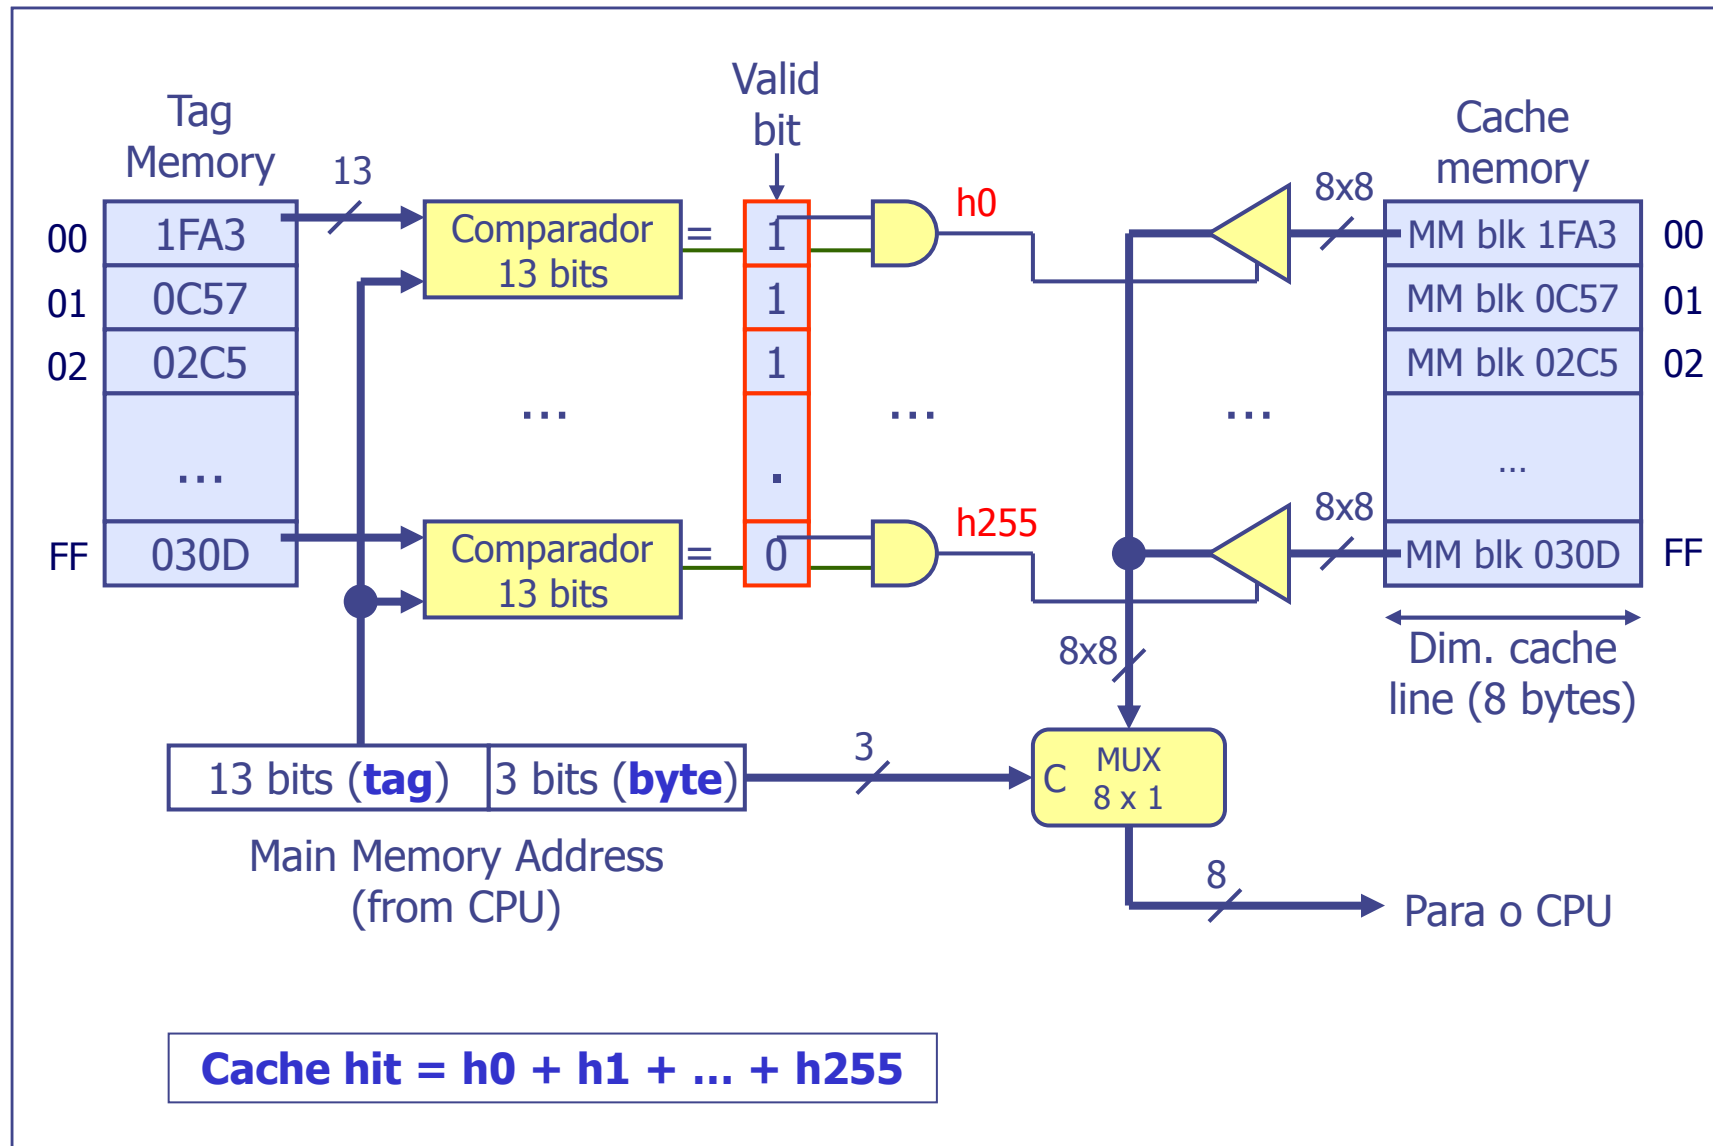 Tag
Memory
Valid
bit
Cache
memory
13
8x8
00
1FA3
Comparador
13 bits
=
1
h0
MM blk 1FA3
00
01
0C57
1
MM blk 0C57
01
02
02C5
1
MM blk 02C5
02
...
...
...
...
.
...
8x8
FF
030D
Comparador
13 bits
=
0
h255
MM blk 030D
FF
8x8
Dim. cache
line (8 bytes)
13 bits (tag)
3 bits (byte)
3
C
MUX
8 x 1
Main Memory Address
(from CPU)
8
Para o CPU
Cache hit = h0 + h1 + ... + h255